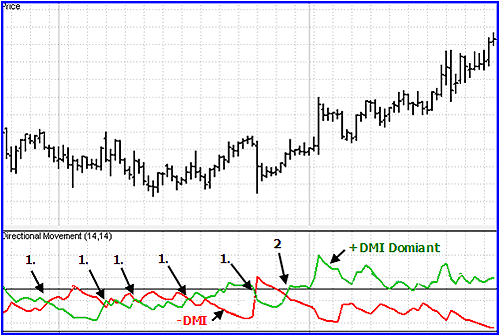 Price
Directional Movement (14,14)
1. 1. 1. 1. 1. 2 +DMI Domiant
-DMI